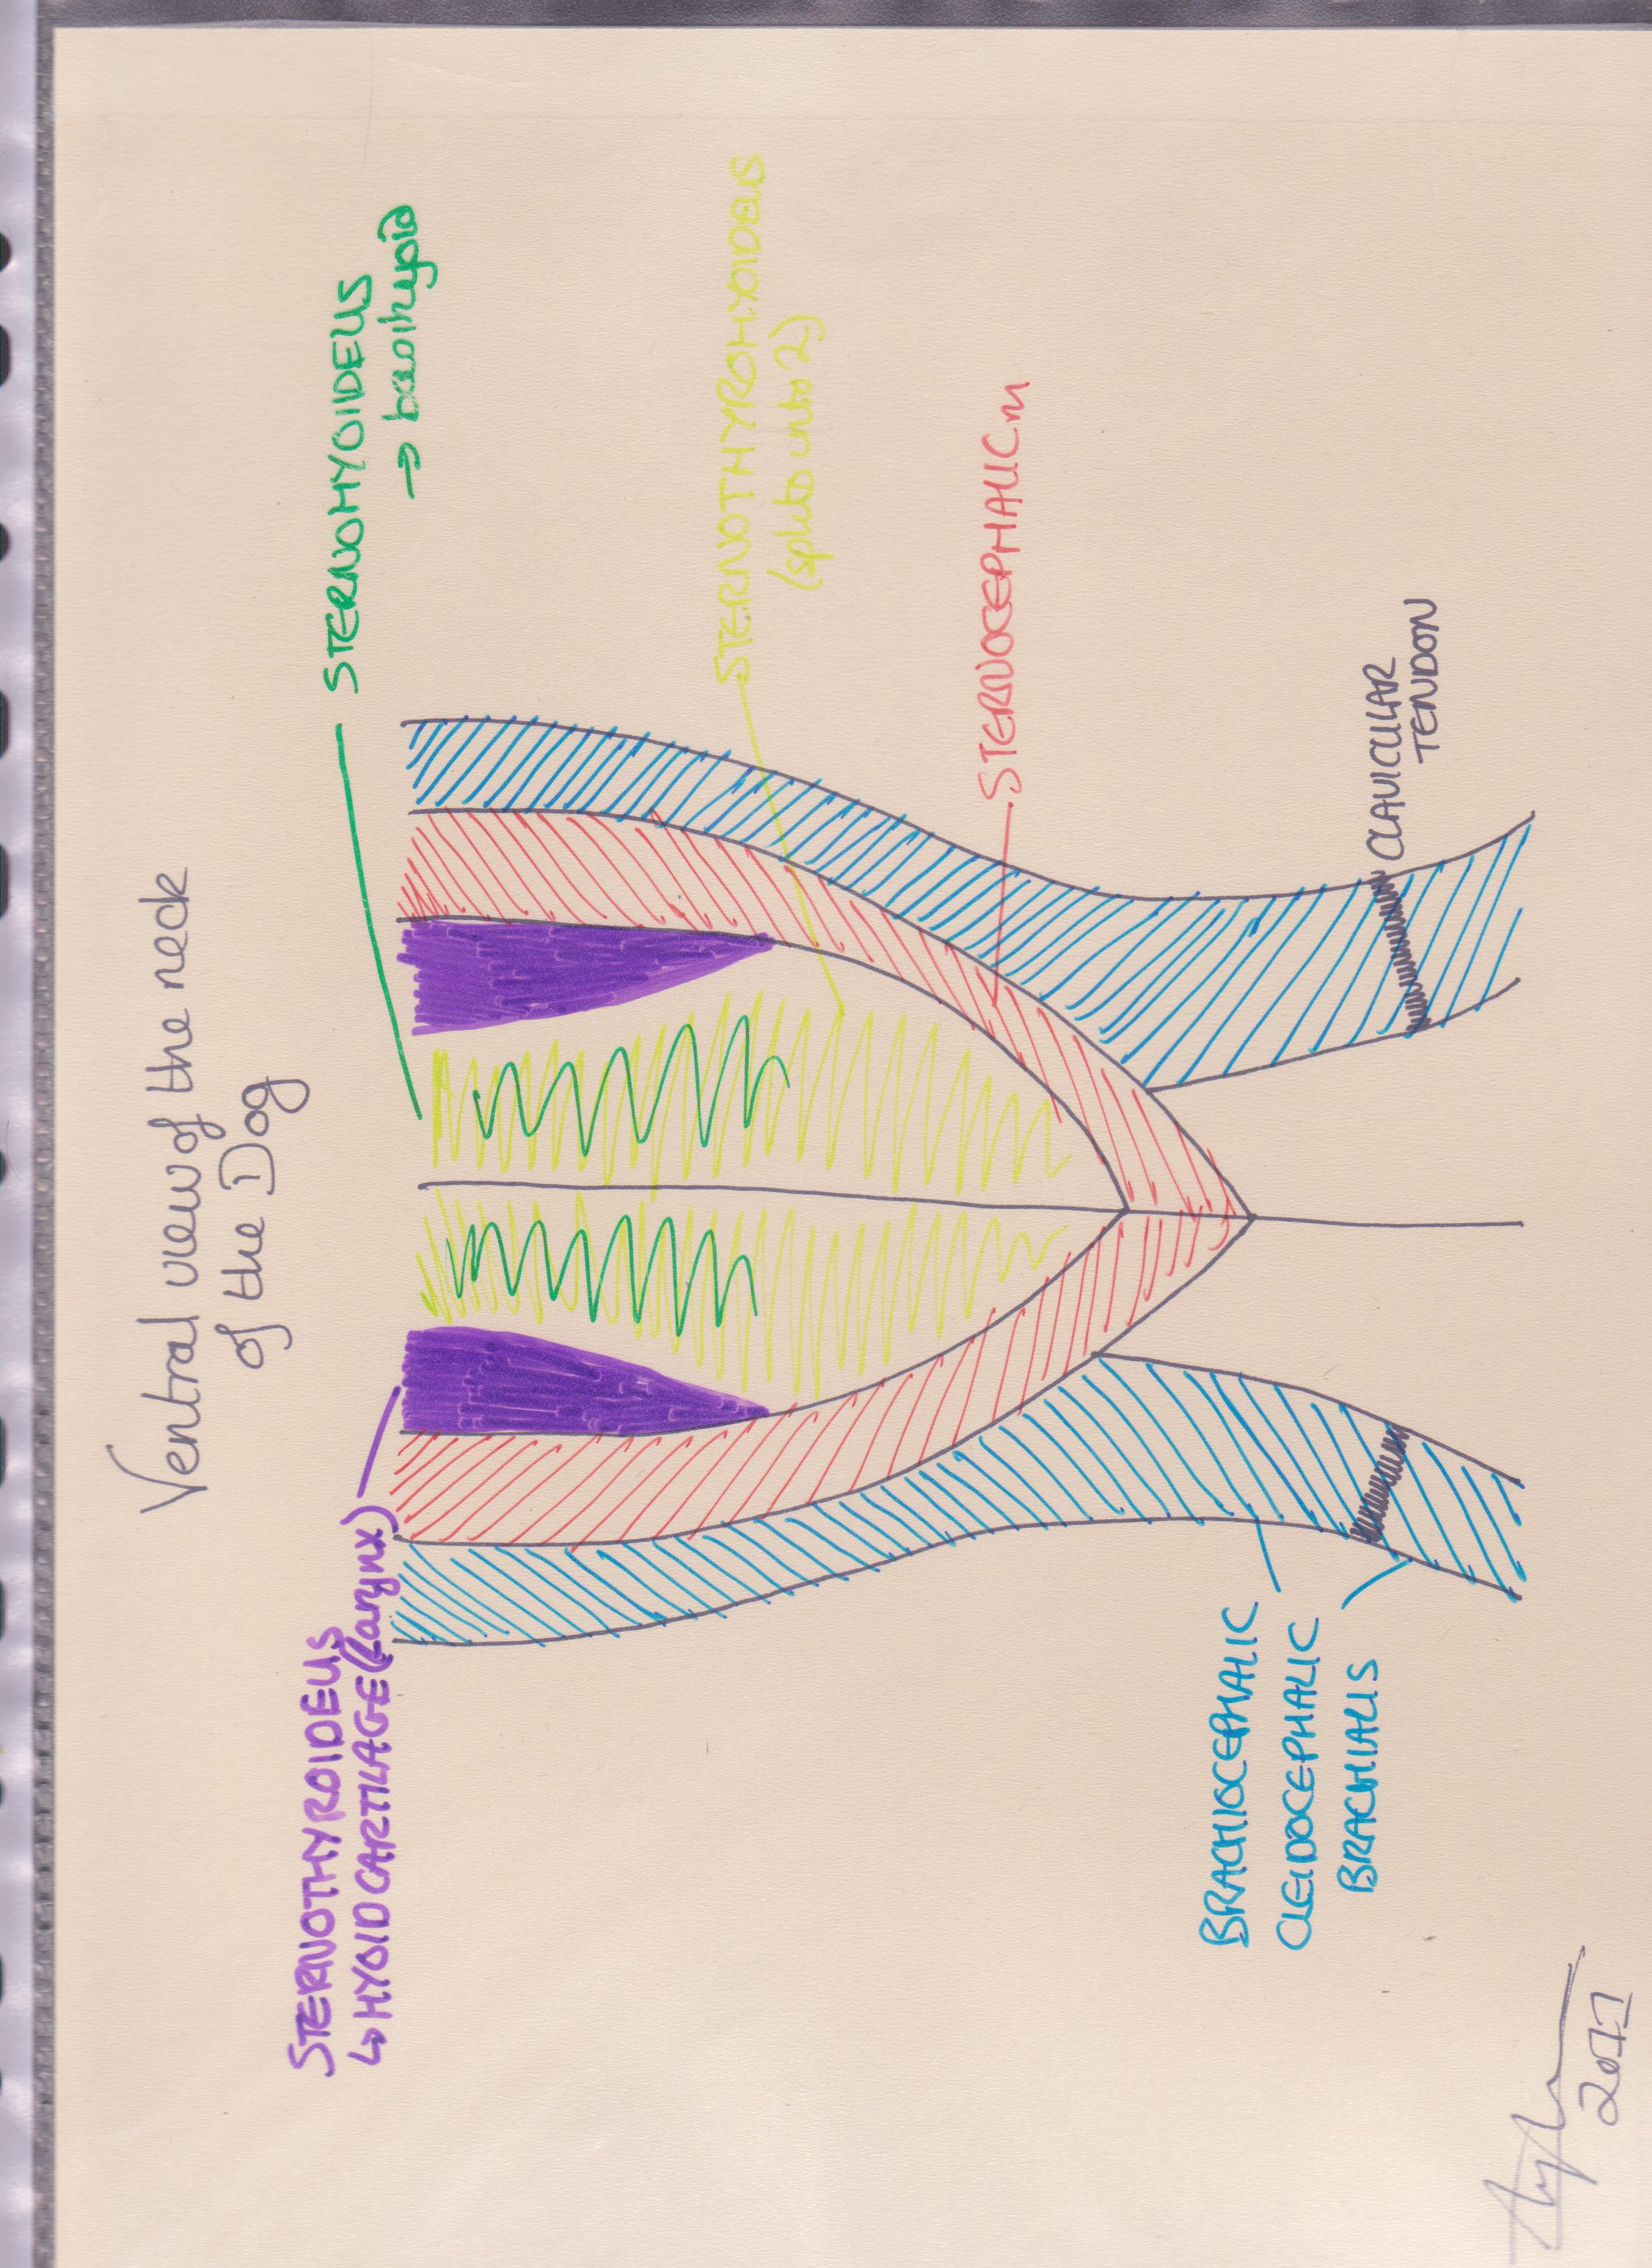 Ventral view of the neck
of the Dog
STERNOHYOIDEUS
→ basihyoid
STERNOTHYROHYOIDEUS
(splits into 2)
STERNOCEPHALIC m
CLAVICULAR
TENDON
STERNOTHYROIDEUS
↳ HYOID CARTILAGE (Larynx)
BRACHIOCEPHALIC
CLEIDOCEPHALIC
BRACHIALIS
2011